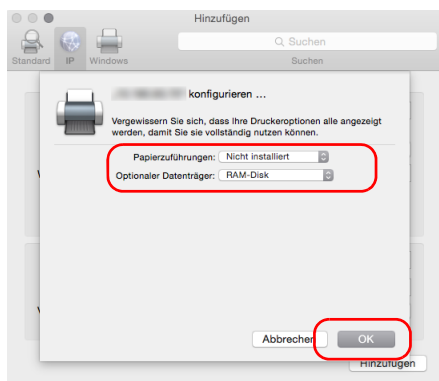 Hinzufügen
Suchen
Standard IP Windows Suchen
konfigurieren ...
Vergewissern Sie sich, dass Ihre Druckeroptionen alle angezeigt
werden, damit Sie sie vollständig nutzen können.
Papierzuführungen: Nicht installiert
Optionaler Datenträger: RAM-Disk
Abbrechen OK
Hinzufügen